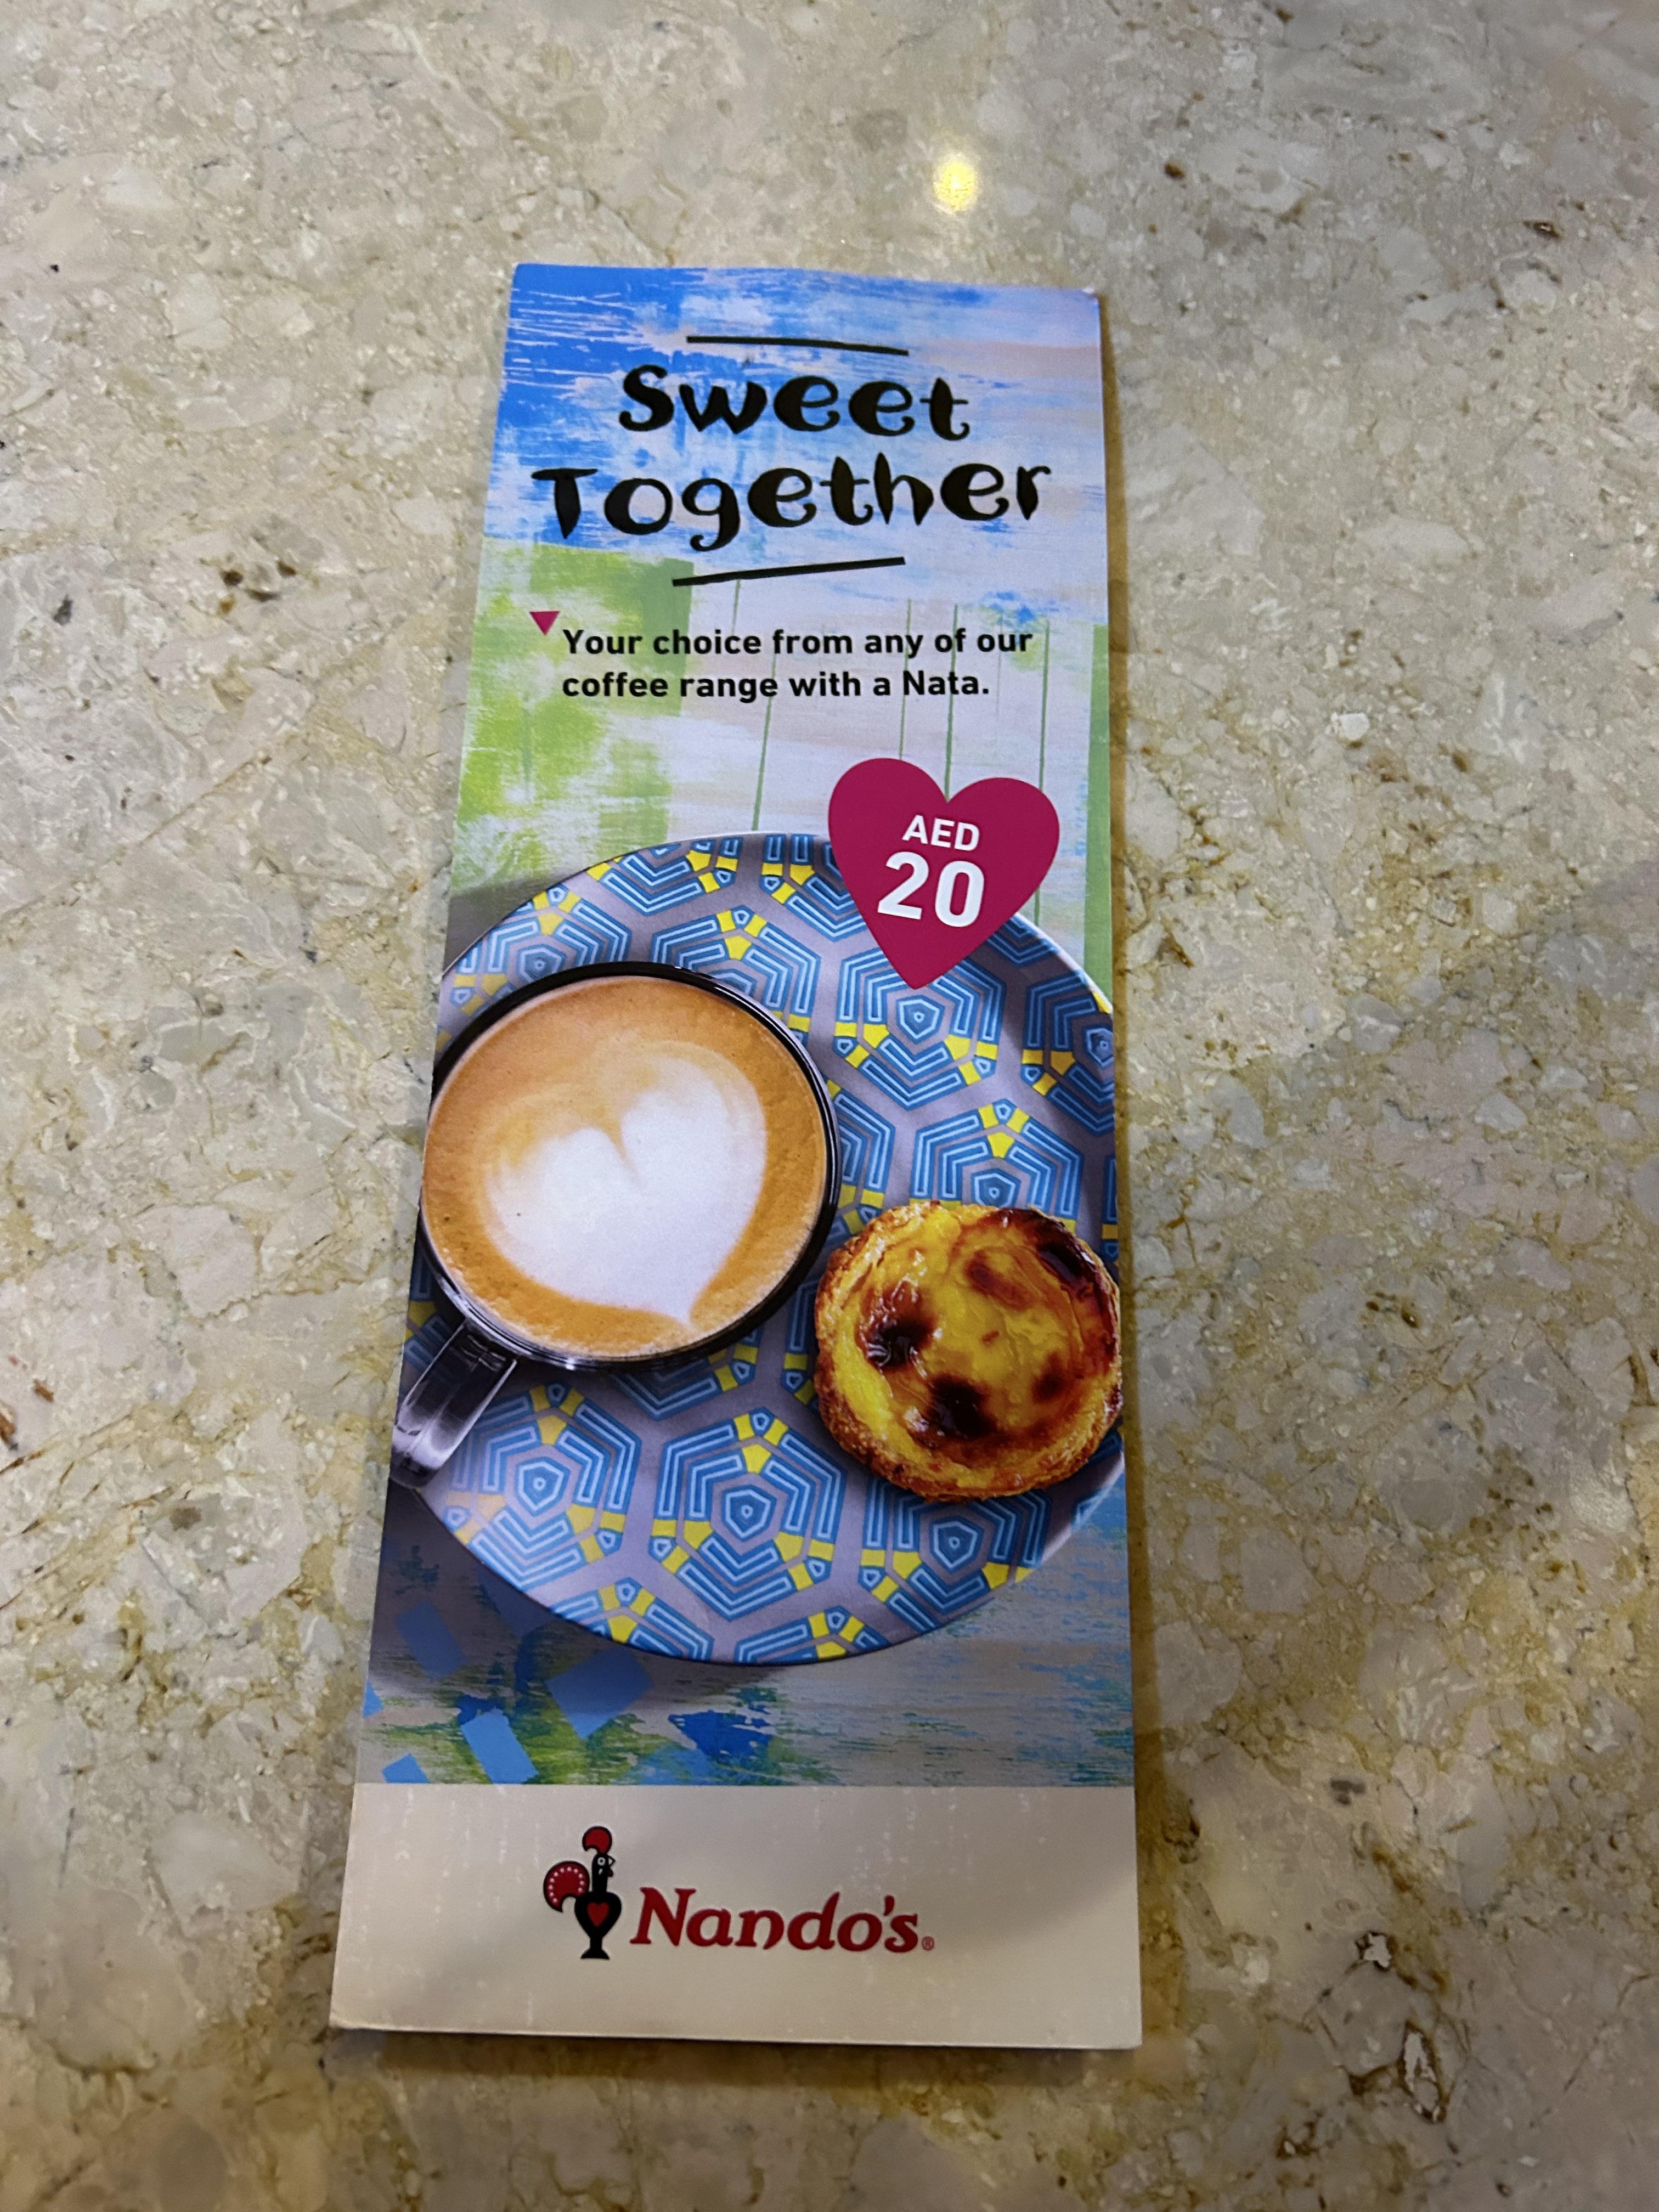 Sweet
Together
Your choice from any of our
coffee range with a Nata.
AED
20
Nando's®